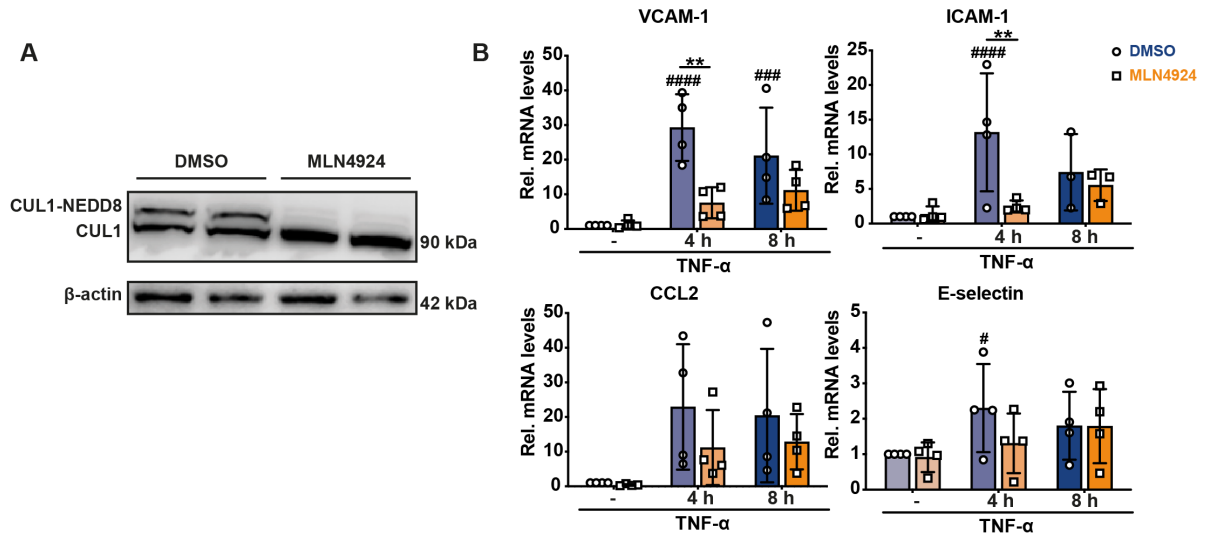 A
DMSO MLN4924
CUL1-NEDD8
CUL1
90 kDa
β-actin
42 kDa
B
VCAM-1
Rel. mRNA levels
50
40
30
20
10
0
####
**
###
- 4 h 8 h
TNF-α
ICAM-1
Rel. mRNA levels
25
20
15
10
5
0
####
**
- 4 h 8 h
TNF-α
DMSO
MLN4924
CCL2
Rel. mRNA levels
50
40
30
20
10
0
- 4 h 8 h
TNF-α
E-selectin
Rel. mRNA levels
5
4
3
2
1
0
#
- 4 h 8 h
TNF-α